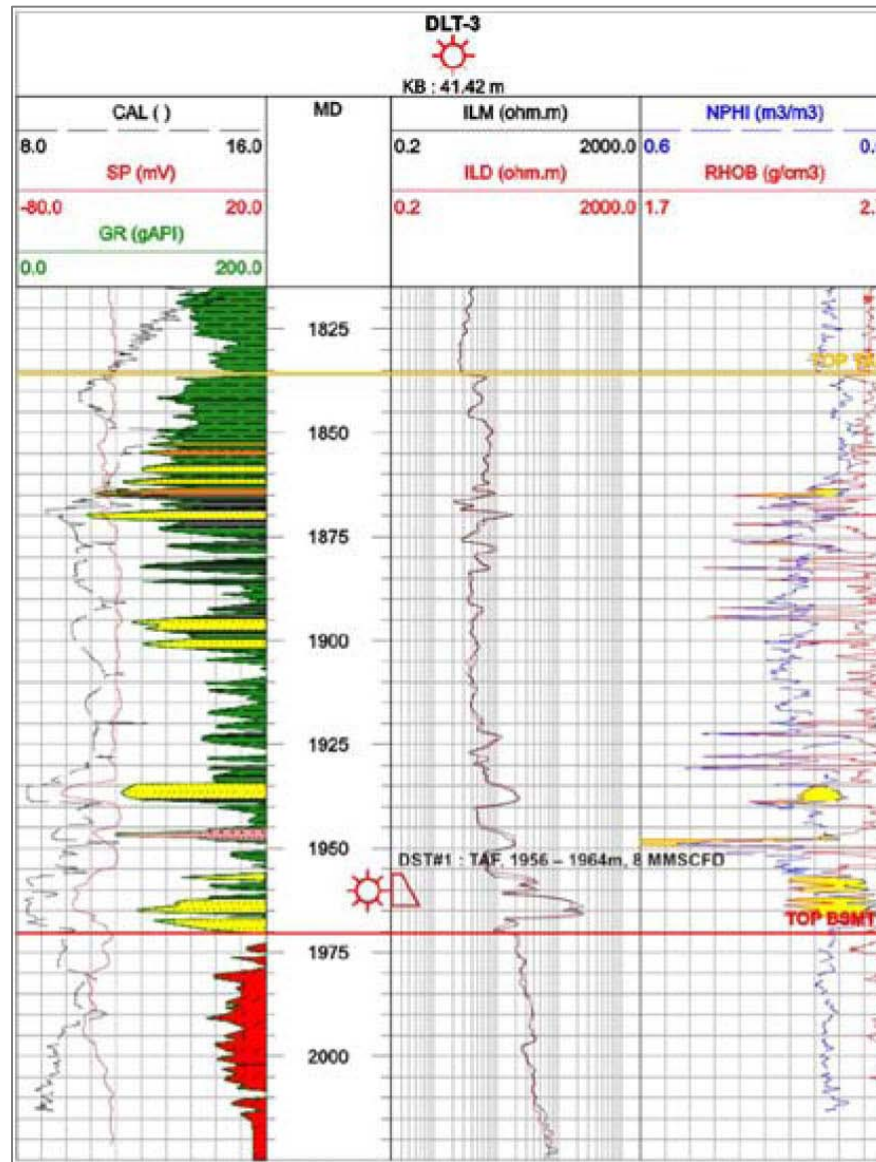 DLT-3
KB : 41.42 m
CAL ( ) MD ILM (ohm.m) NPHI (m3/m3)
8.0 16.0 0.2 2000.0 0.6 0.
SP (mV) ILD (ohm.m) RHOB (g/cm3)
-80.0 20.0 0.2 2000.0 1.7 2.
GR (gAPI)
0.0 200.0
1825
TOP
1850
1875
1900
1925
1950
DST#1 : TAF, 1956 – 1964m, 8 MMSCFD
TOP BSMT
1975
2000